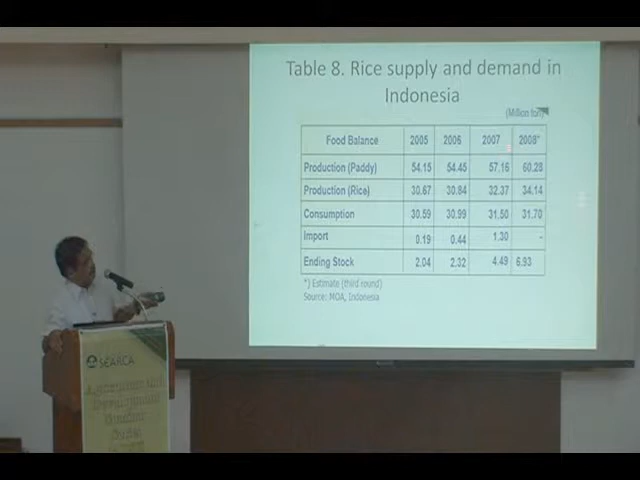 Table 8. Rice supply and demand in
Indonesia
(Million ton)
Food Balance 2005 2006 2007 2008*
Production (Paddy) 54.15 54.45 57.16 60.28
Production (Rice) 30.67 30.84 32.37 34.14
Consumption 30.59 30.99 31.50 31.70
Import 0.19 0.44 1.30 -
Ending Stock 2.04 2.32 4.49 6.93
*) Estimate (third round)
Source: MOA, Indonesia
SEARCA